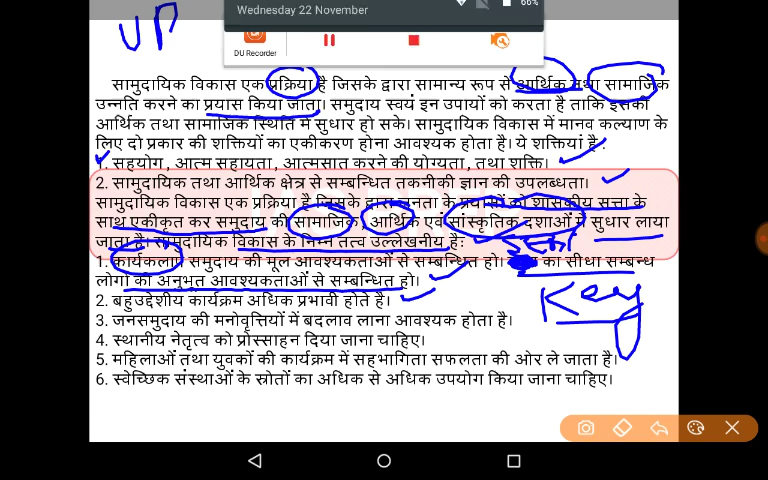 Wednesday 22 November
66%
DU Recorder
UP
सामुदायिक विकास एक प्रक्रिया है जिसके द्वारा सामान्य रूप से आर्थिक तथा सामाजिक
उन्नति करने का प्रयास किया जाता। समुदाय स्वयं इन उपायों को करता है ताकि इसकी
आर्थिक तथा सामाजिक स्थिति में सुधार हो सके। सामुदायिक विकास में मानव कल्याण के
लिए दो प्रकार की शक्तियों का एकीकरण होना आवश्यक होता है। ये शक्तियां हैः
1. सहयोग, आत्म सहायता, आत्मसात करने की योग्यता, तथा शक्ति।
2. सामुदायिक तथा आर्थिक क्षेत्र से सम्बन्धित तकनीकी ज्ञान की उपलब्धता।
सामुदायिक विकास एक प्रक्रिया है जिसके द्वारा जनता के प्रयासों को शासकीय सत्ता के
साथ एकीकृत कर समुदाय की सामाजिक, आर्थिक एवं सांस्कृतिक दशाओं में सुधार लाया
जाता है। सामुदायिक विकास के निम्न तत्व उल्लेखनीय हैः
1. कार्यकलाप समुदाय की मूल आवश्यकताओं से सम्बन्धित हो। का सीधा सम्बन्ध
लोगों की अनुभूत आवश्यकताओं से सम्बन्धित हो।
Key
2. बहुउद्देशीय कार्यक्रम अधिक प्रभावी होते है।
3. जनसमुदाय की मनोवृत्तियों में बदलाव लाना आवश्यक होता है।
4. स्थानीय नेतृत्व को प्रोस्साहन दिया जाना चाहिए।
5. महिलाओं तथा युवकों की कार्यक्रम में सहभागिता सफलता की ओर ले जाता है।
6. स्वेच्छिक संस्थाओं के स्रोतों का अधिक से अधिक उपयोग किया जाना चाहिए।